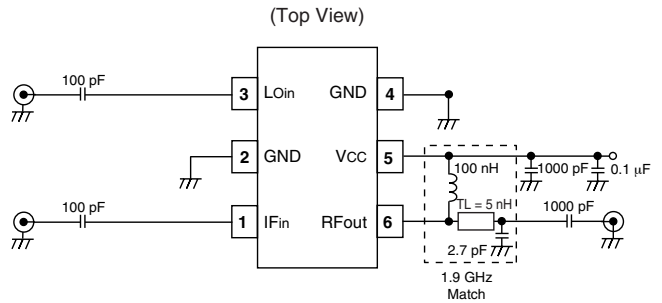 (Top View)
100 pF
3 LOin GND 4
2 GND VCC 5
100 nH
1000 pF
0.1 μF
100 pF
1 IFin RFout 6
TL = 5 nH
1000 pF
2.7 pF
1.9 GHz
Match